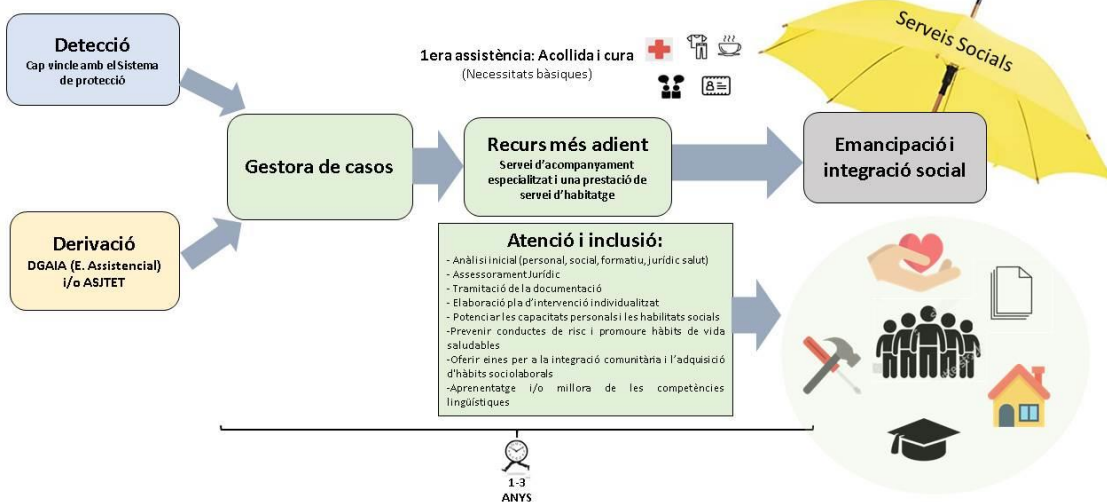 Detecció
Cap vincle amb el Sistema
de protecció
1era assistència: Acollida i cura
(Necessitats bàsiques)
Serveis Socials
Gestora de casos
Recurs més adient
Servei d'acompanyament
especialitzat i una prestació de
servei d'habitatge
Emancipació i
integració social
Derivació
DGAIA (E. Assistencial)
i/o ASJTET
Atenció i inclusió:
- Anàlisi inicial (personal, social, formatiu, jurídic salut)
- Assessorament Jurídic
- Tramitació de la documentació
- Elaboració pla d'intervenció individualitzat
- Potenciar les capacitats personals i les habilitats socials
-Prevenir conductes de risc i promoure hàbits de vida
saludables
-Oferir eines per a la integració comunitària i l'adquisició
d'hàbits sociolaborals
-Aprenentatge i/o millora de les competències
lingüístiques
1-3
ANYS